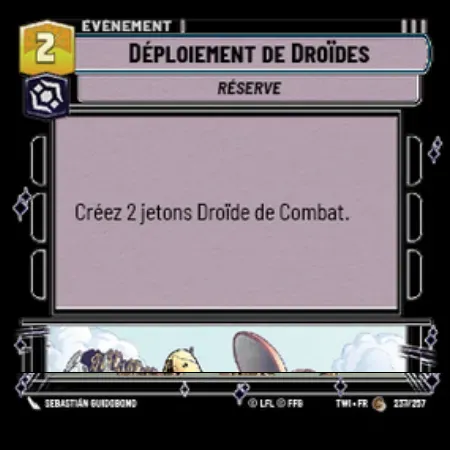 ÉVÉNEMENT
2
DÉPLOIEMENT DE DROÏDES
RÉSERVE
Créez 2 jetons Droïde de Combat.
SEBASTIÁN GUIDOBONO
© LFL © FFG
TWI • FR
237/257